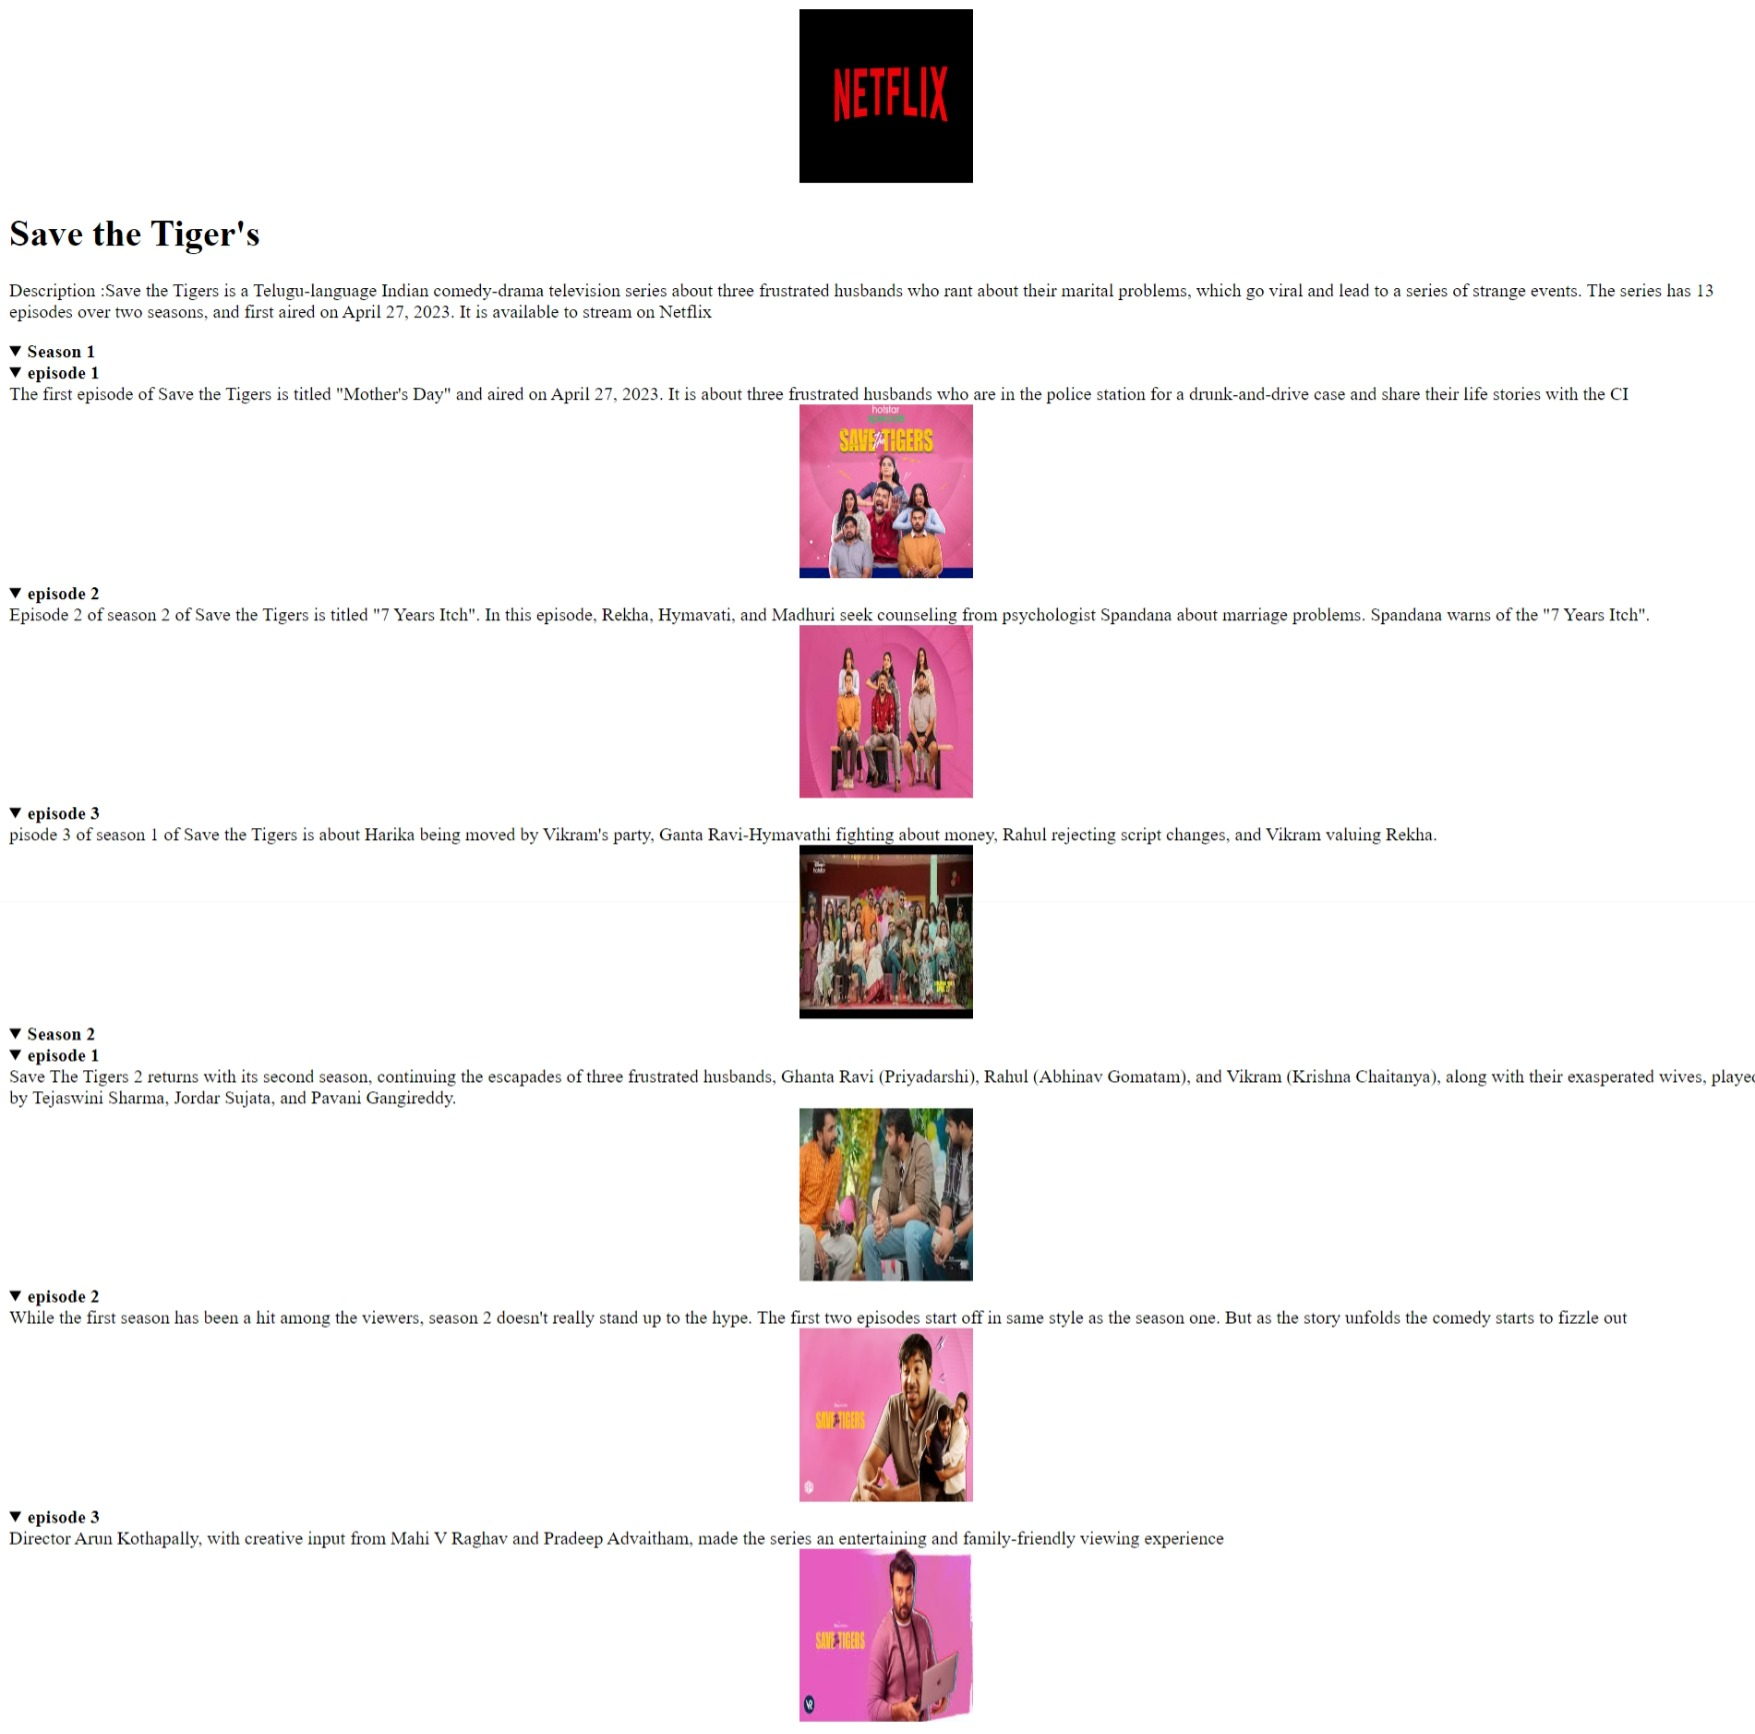 NETFLIX
Save the Tiger's
Description :Save the Tigers is a Telugu-language Indian comedy-drama television series about three frustrated husbands who rant about their marital problems, which go viral and lead to a series of strange events. The series has 13
episodes over two seasons, and first aired on April 27, 2023. It is available to stream on Netflix
▼ Season 1
▼ episode 1
The first episode of Save the Tigers is titled "Mother's Day" and aired on April 27, 2023. It is about three frustrated husbands who are in the police station for a drunk-and-drive case and share their life stories with the CI
hotstar
SAVE the TIGERS
▼ episode 2
Episode 2 of season 2 of Save the Tigers is titled "7 Years Itch". In this episode, Rekha, Hymavati, and Madhuri seek counseling from psychologist Spandana about marriage problems. Spandana warns of the "7 Years Itch".
▼ episode 3
pisode 3 of season 1 of Save the Tigers is about Harika being moved by Vikram's party, Ganta Ravi-Hymavathi fighting about money, Rahul rejecting script changes, and Vikram valuing Rekha.
hotstar
▼ Season 2
▼ episode 1
Save The Tigers 2 returns with its second season, continuing the escapades of three frustrated husbands, Ghanta Ravi (Priyadarshi), Rahul (Abhinav Gomatam), and Vikram (Krishna Chaitanya), along with their exasperated wives, playe
by Tejaswini Sharma, Jordar Sujata, and Pavani Gangireddy.
▼ episode 2
While the first season has been a hit among the viewers, season 2 doesn't really stand up to the hype. The first two episodes start off in same style as the season one. But as the story unfolds the comedy starts to fizzle out
SAVE the TIGERS
▼ episode 3
Director Arun Kothapally, with creative input from Mahi V Raghav and Pradeep Advaitham, made the series an entertaining and family-friendly viewing experience
SAVE the TIGERS